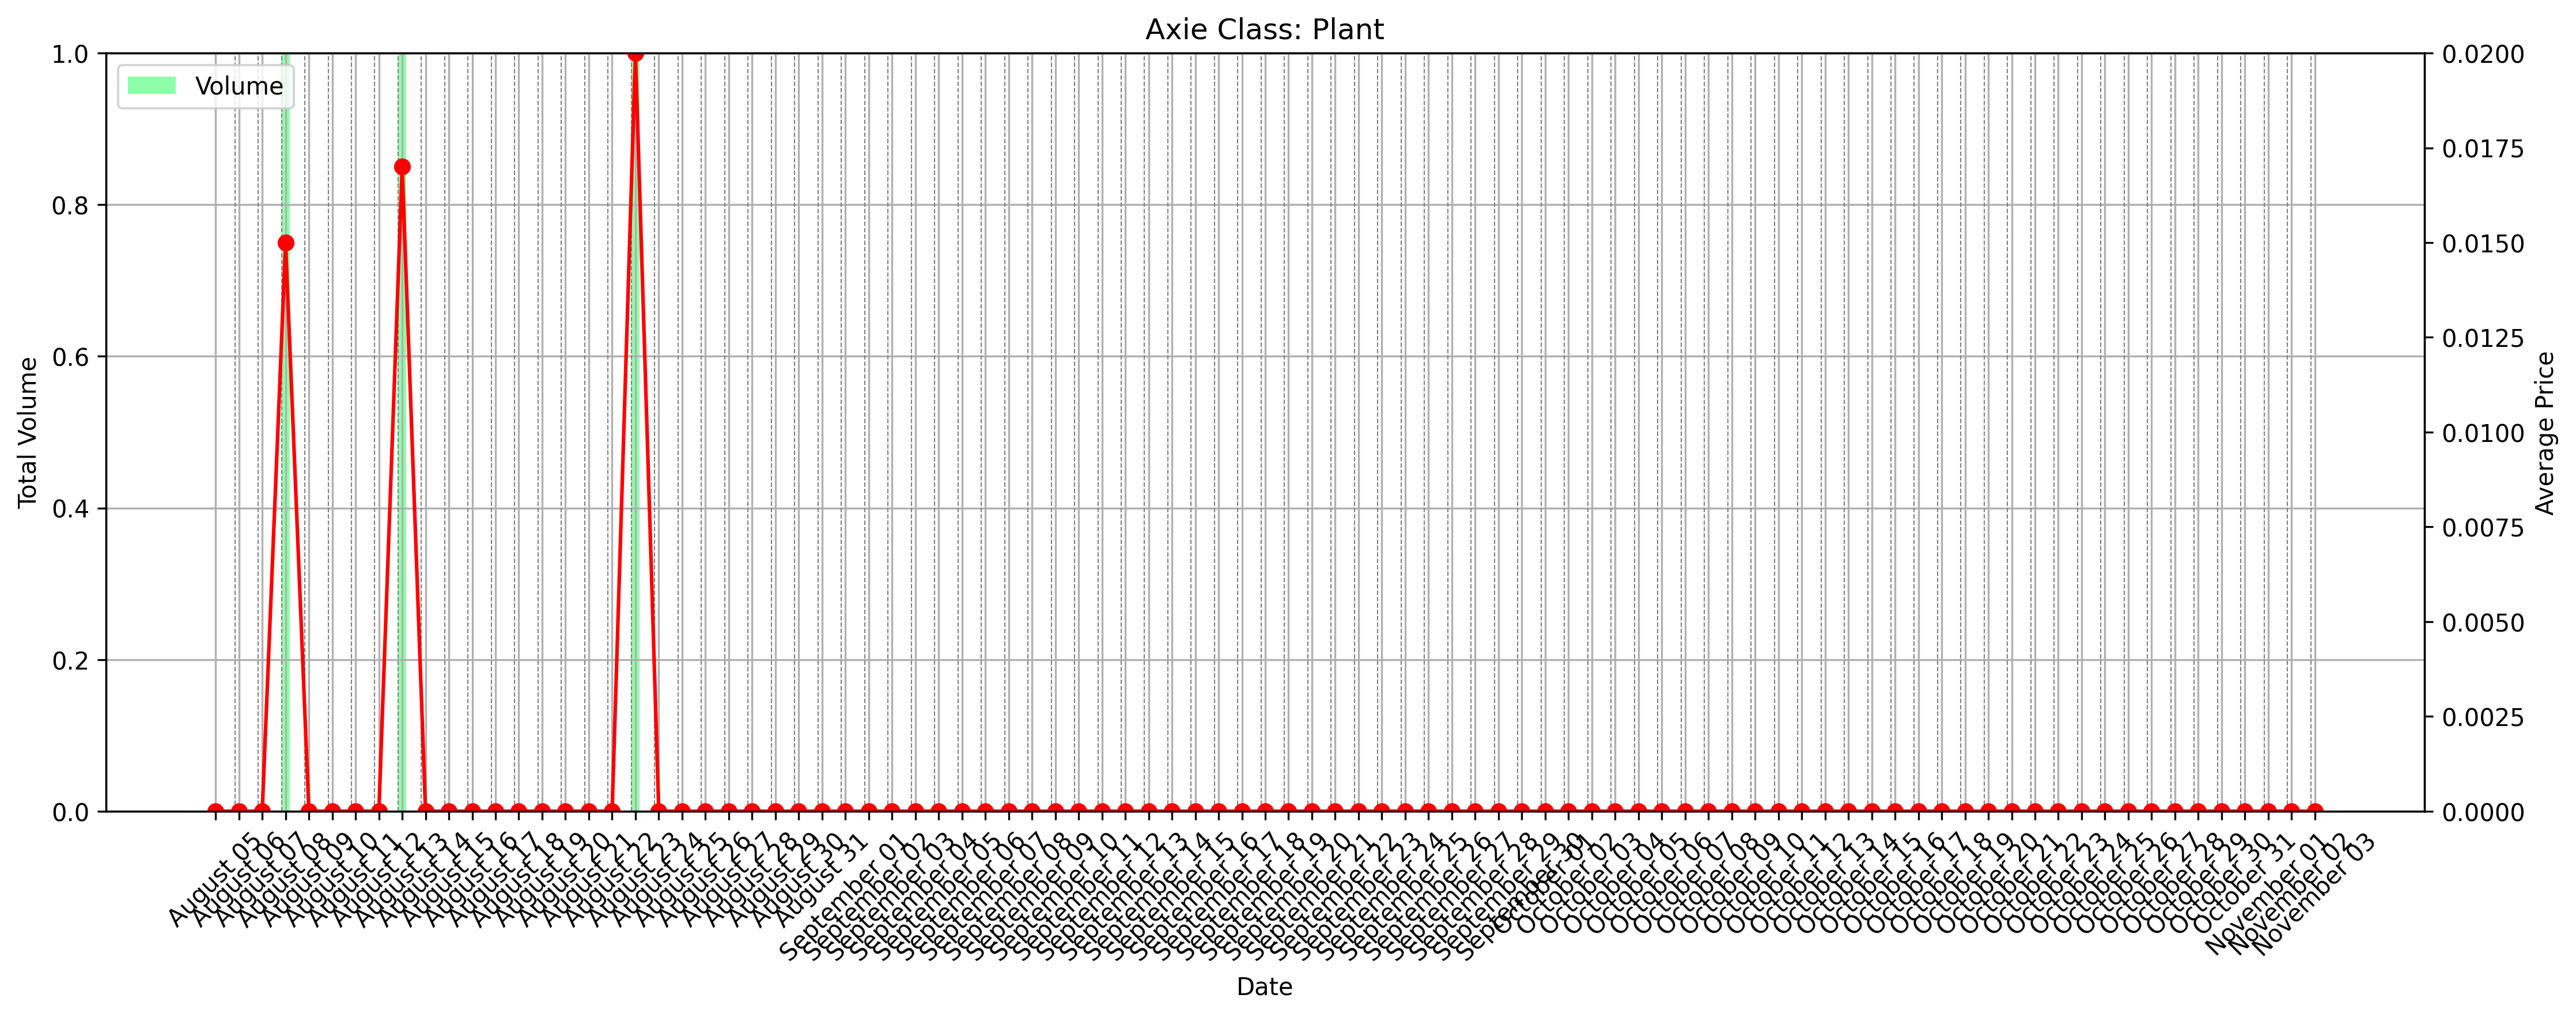 Axie Class: Plant
Volume
1.0
0.8
0.6
0.4
0.2
0.0
Total Volume
0.0200
0.0175
0.0150
0.0125
0.0100
0.0075
0.0050
0.0025
0.0000
Average Price
August 05
August 06
August 07
August 08
August 09
August 10
August 11
August 12
August 13
August 14
August 15
August 16
August 17
August 18
August 19
August 20
August 21
August 22
August 23
August 24
August 25
August 26
August 27
August 28
August 29
August 30
August 31
September 01
September 02
September 03
September 04
September 05
September 06
September 07
September 08
September 09
September 10
September 11
September 12
September 13
September 14
September 15
September 16
September 17
September 18
September 19
September 20
September 21
September 22
September 23
September 24
September 25
September 26
September 27
September 28
September 29
September 30
October 01
October 02
October 03
October 04
October 05
October 06
October 07
October 08
October 09
October 10
October 11
October 12
October 13
October 14
October 15
October 16
October 17
October 18
October 19
October 20
October 21
October 22
October 23
October 24
October 25
October 26
October 27
October 28
October 29
October 30
October 31
November 01
November 02
November 03
Date